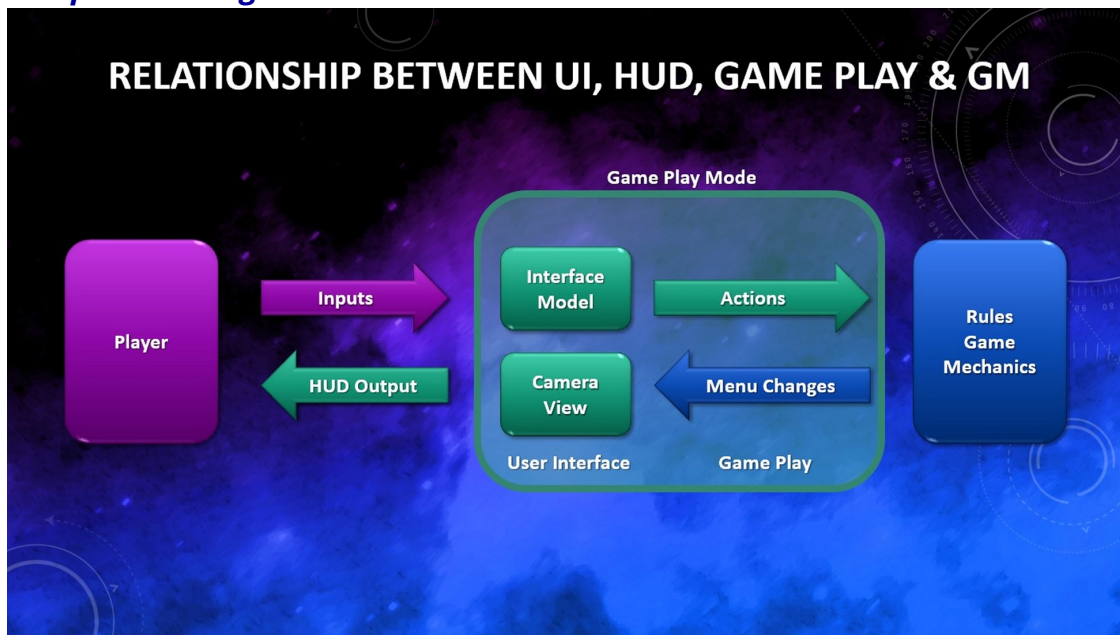 RELATIONSHIP BETWEEN UI, HUD, GAME PLAY & GM
Game Play Mode
Player
Inputs
HUD Output
Interface
Model
Camera
View
User Interface
Actions
Menu Changes
Game Play
Rules
Game
Mechanics